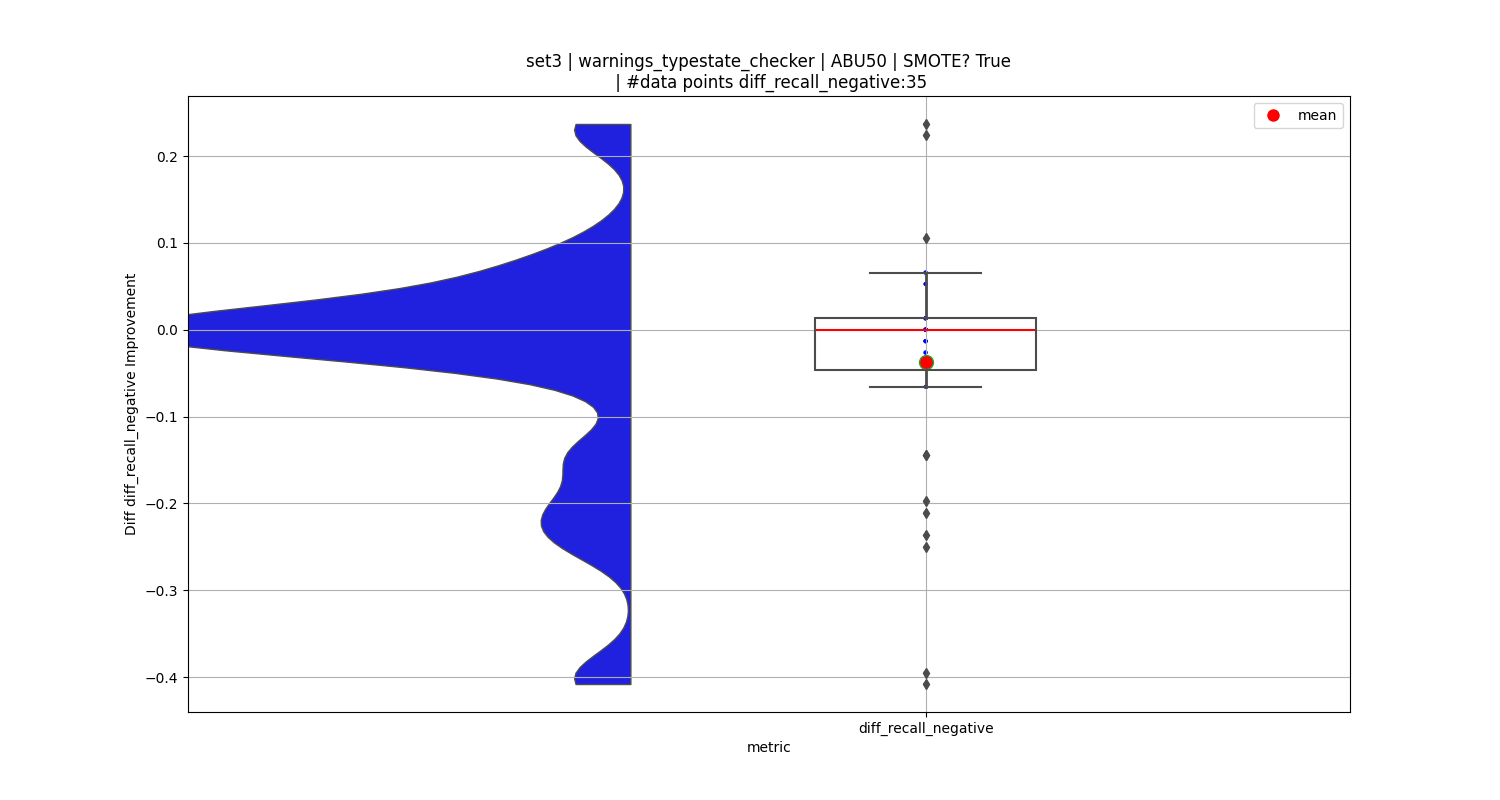 set3 | warnings_typestate_checker | ABU50 | SMOTE? True
| #data points diff_recall_negative:35
mean
0.2
0.1
0.0
−0.1
−0.2
−0.3
−0.4
Diff diff_recall_negative Improvement
diff_recall_negative
metric